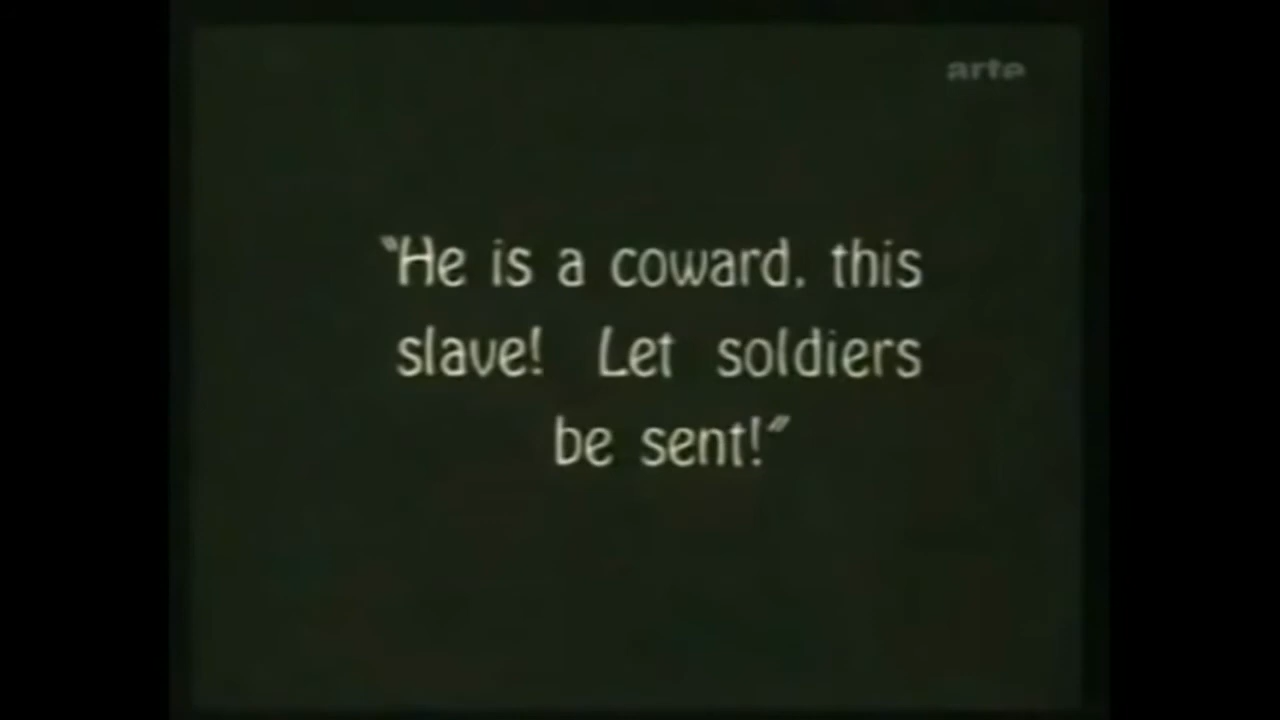 arte
"He is a coward, this
slave! Let soldiers
be sent!"